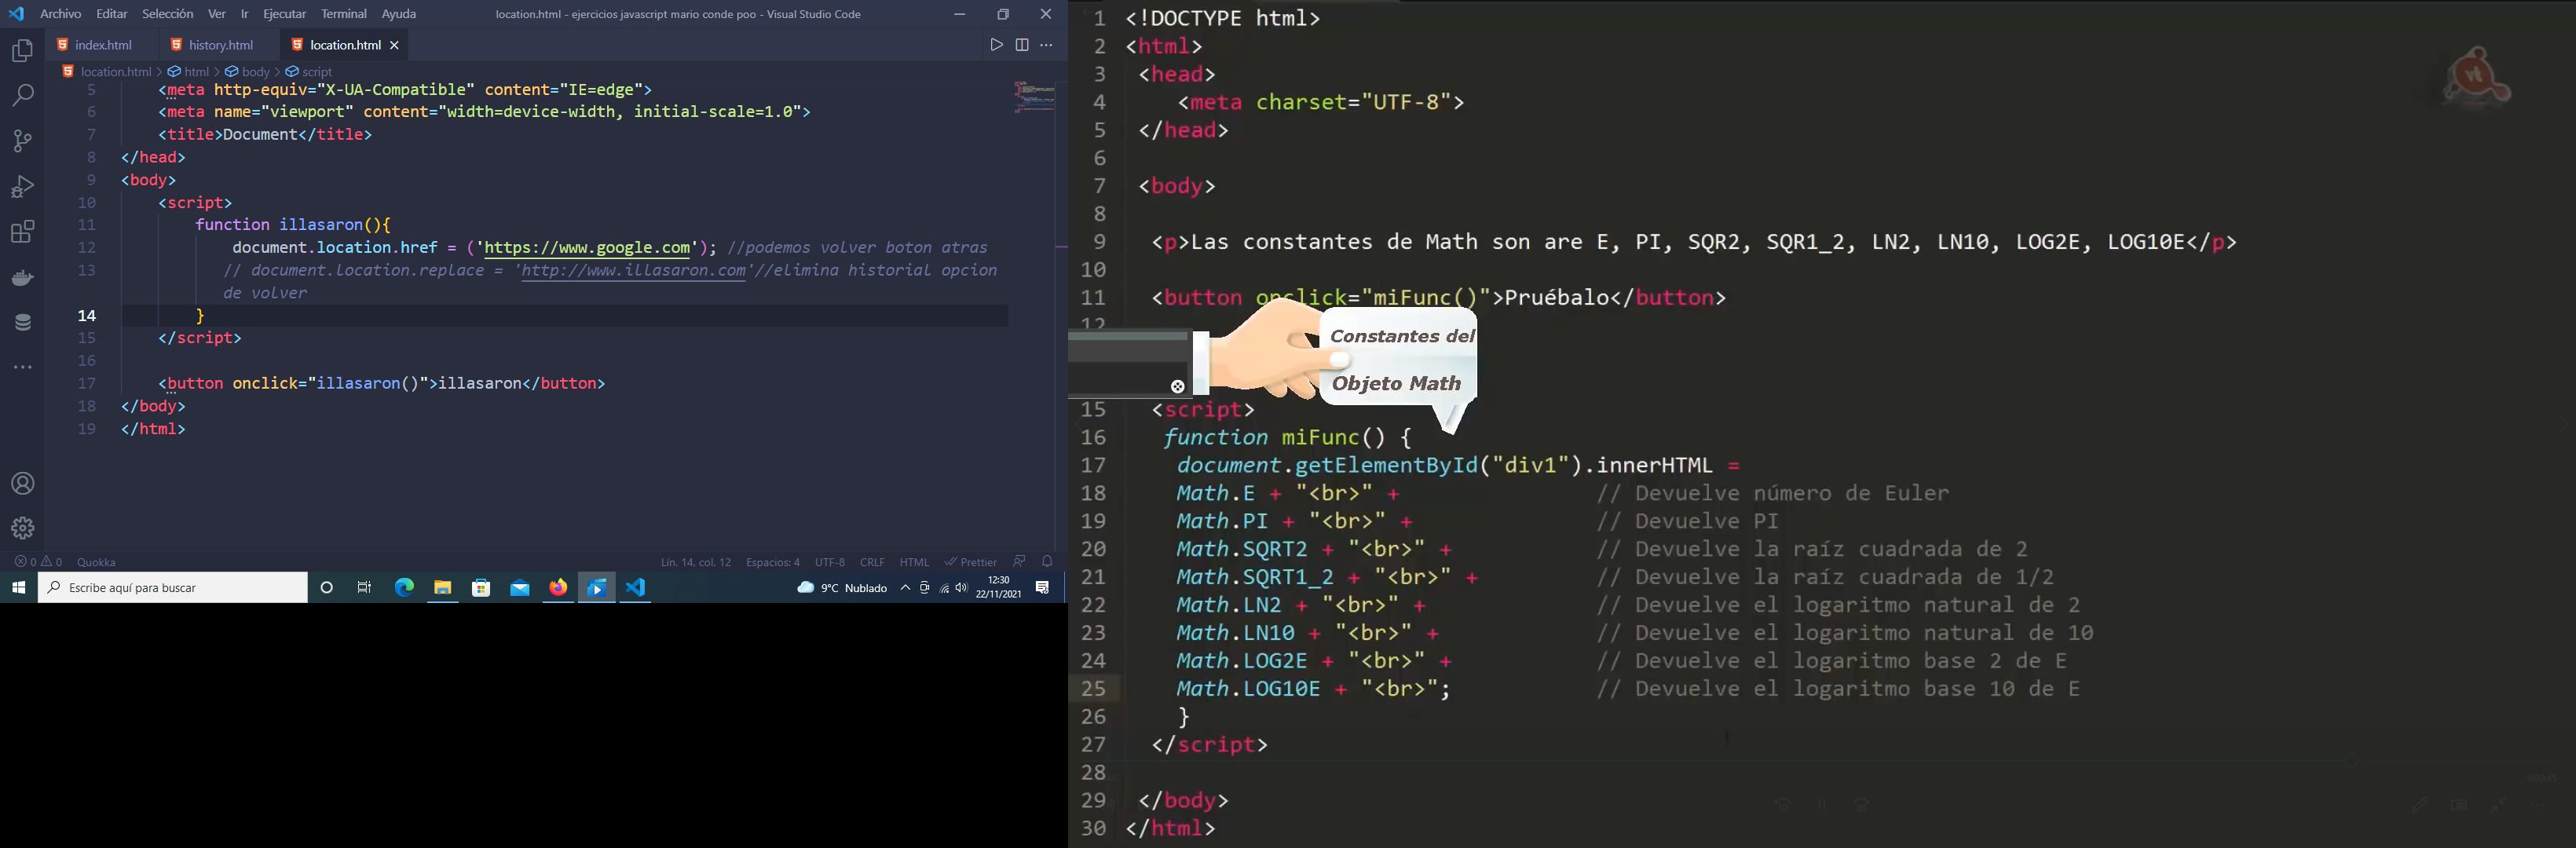 Archivo Editar Selección Ver Ir Ejecutar Terminal Ayuda
location.html - ejercicios javascript mario conde poo - Visual Studio Code
index.html history.html location.html
location.html > html > body > script
5 <meta http-equiv="X-UA-Compatible" content="IE=edge">
6 <meta name="viewport" content="width=device-width, initial-scale=1.0">
7 <title>Document</title>
8 </head>
9 <body>
10 <script>
11 function illasaron(){
12 document.location.href = ('https://www.google.com'); //podemos volver boton atras
13 // document.location.replace = 'http://www.illasaron.com'//elimina historial opcion
de volver
14 }
15 </script>
16
17 <button onclick="illasaron()">illasaron</button>
18 </body>
19 </html>
0 0 Quokka
Lín. 14, col. 12 Espacios: 4 UTF-8 CRLF HTML Prettier
Escribe aquí para buscar
9°C Nublado
12:30
22/11/2021
1 <!DOCTYPE html>
2 <html>
3 <head>
4 <meta charset="UTF-8">
5 </head>
6
7 <body>
8
9 <p>Las constantes de Math son are E, PI, SQR2, SQR1_2, LN2, LN10, LOG2E, LOG10E</p>
10
11 <button onclick="miFunc()">Pruébalo</button>
12
Constantes del
Objeto Math
15 <script>
16 function miFunc() {
17 document.getElementById("div1").innerHTML =
18 Math.E + "<br>" + // Devuelve número de Euler
19 Math.PI + "<br>" + // Devuelve PI
20 Math.SQRT2 + "<br>" + // Devuelve la raíz cuadrada de 2
21 Math.SQRT1_2 + "<br>" + // Devuelve la raíz cuadrada de 1/2
22 Math.LN2 + "<br>" + // Devuelve el logaritmo natural de 2
23 Math.LN10 + "<br>" + // Devuelve el logaritmo natural de 10
24 Math.LOG2E + "<br>" + // Devuelve el logaritmo base 2 de E
25 Math.LOG10E + "<br>"; // Devuelve el logaritmo base 10 de E
26 }
27 </script>
28
29 </body>
30 </html>